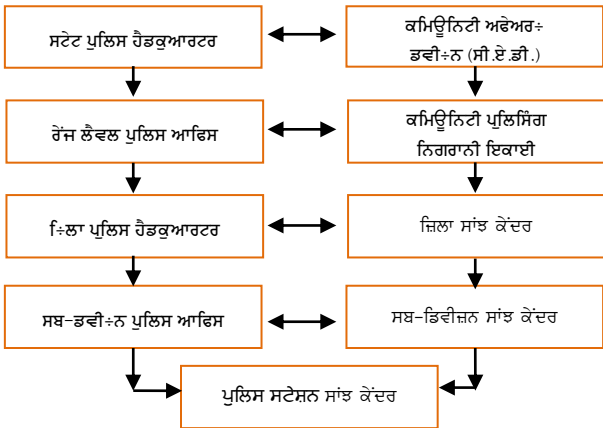 ਸਟੇਟ ਪੁਲਿਸ ਹੈਡਕੁਆਰਟਰ
ਕਮਿਊਨਿਟੀ ਅਫੇਅਰ÷
ਡਵੀ÷ਨ (ਸੀ.ਏ.ਡੀ.)
ਰੇਂਜ ਲੈਵਲ ਪੁਲਿਸ ਆਫਿਸ
ਕਮਿਊਨਿਟੀ ਪੁਲਿਸਿੰਗ
ਨਿਗਰਾਨੀ ਇਕਾਈ
ਿ÷ਲਾ ਪੁਲਿਸ ਹੈਡਕੁਆਰਟਰ
ਜ਼ਿਲਾ ਸਾਂਝ ਕੇਂਦਰ
ਸਬ-ਡਵੀ÷ਨ ਪੁਲਿਸ ਆਫਿਸ
ਸਬ-ਡਿਵੀਜ਼ਨ ਸਾਂਝ ਕੇਂਦਰ
ਪੁਲਿਸ ਸਟੇਸ਼ਨ ਸਾਂਝ ਕੇਂਦਰ